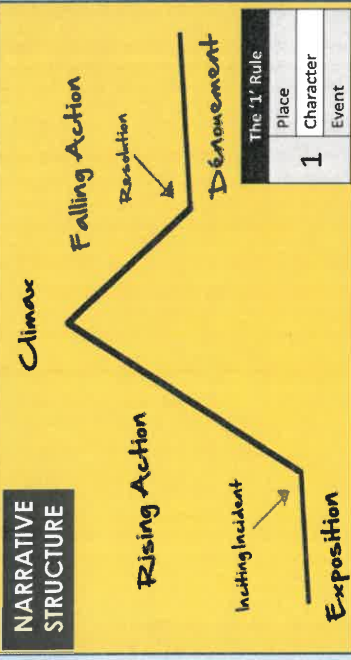 NARRATIVE
STRUCTURE
Climax
Falling Action
Resolution
Rising Action
Inciting Incident
Exposition
Dénouement
The '1' Rule
1
Place
Character
Event